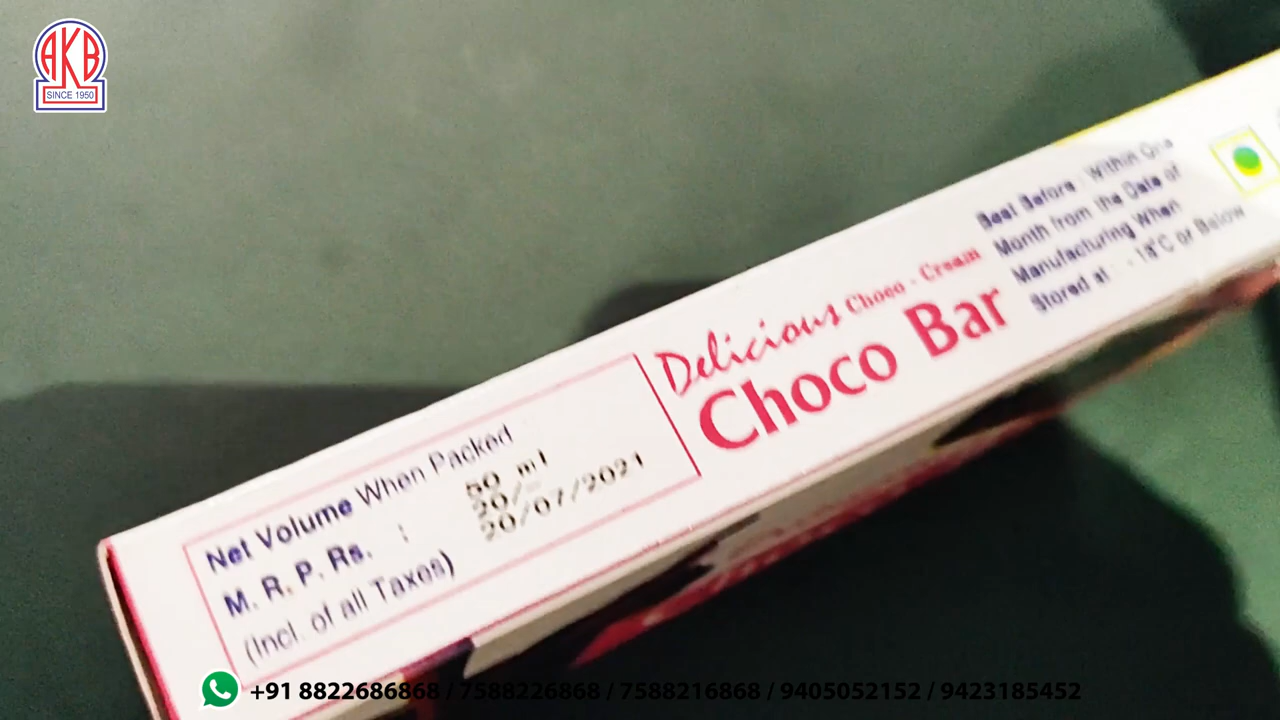 AKB
SINCE 1950
Best Before : Within One
Month from the Date of
Manufacturing When
Stored at : - 18°C or Below
Delicious Choco - Cream
Choco Bar
Net Volume When Packed
50 ml
M. R. P. Rs. : 20/-
(Incl. of all Taxes) 20/07/2021
+91 8822686868 / 7588226868 / 7588216868 / 9405052152 / 9423185452